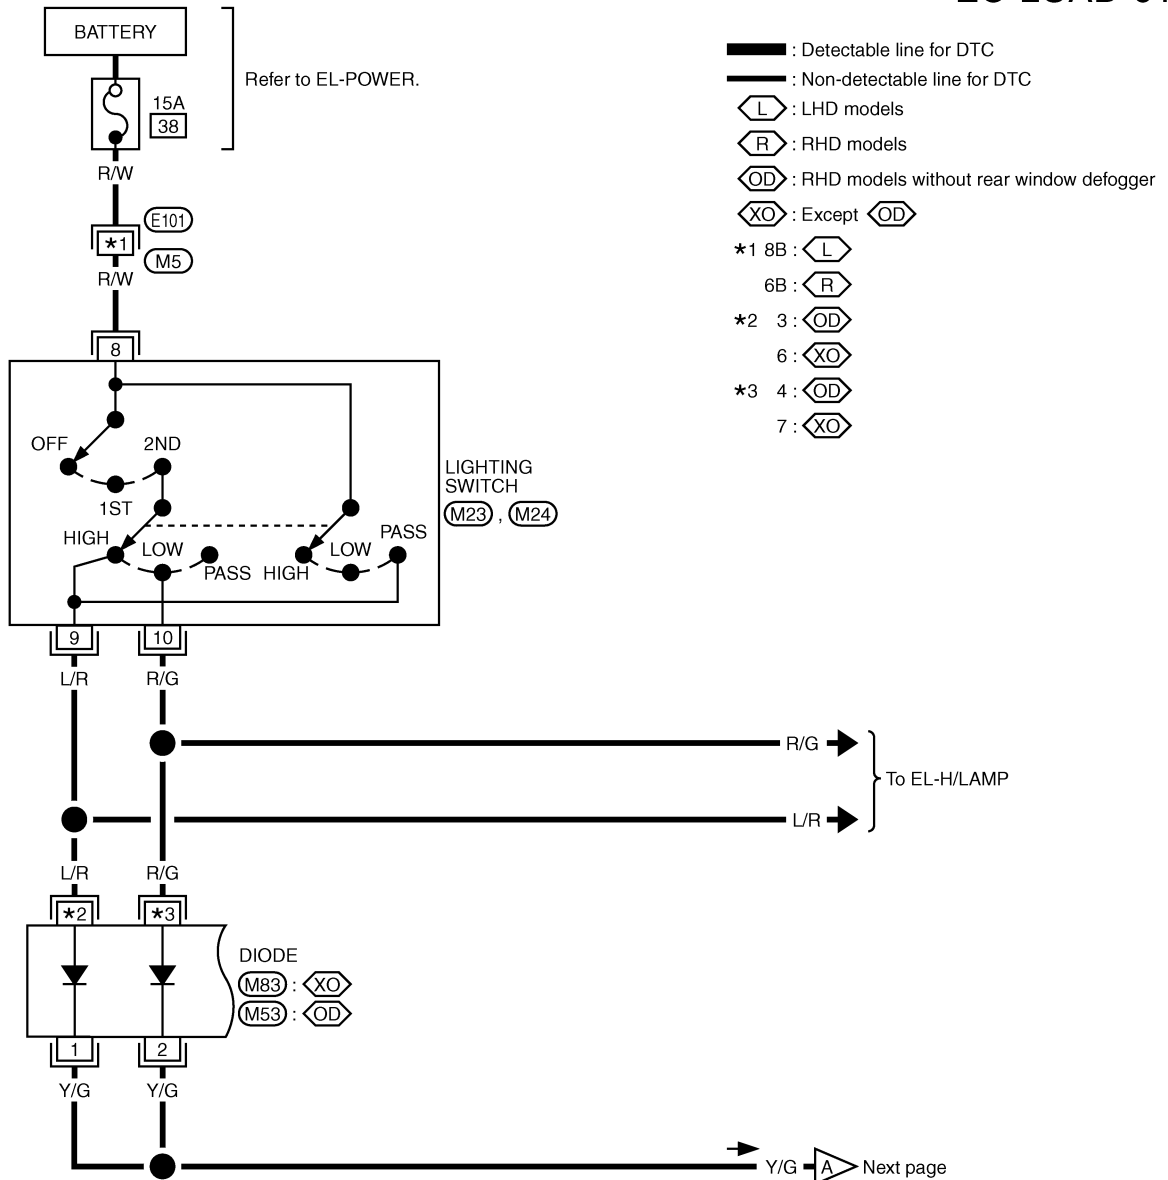 BATTERY
Refer to EL-POWER.
15A
38
R/W
E101
★1
M5
R/W
8
OFF
2ND
1ST
HIGH
LOW
PASS
HIGH
LOW
PASS
LIGHTING
SWITCH
M23 , M24
9
10
L/R
R/G
R/G
To EL-H/LAMP
L/R
L/R
R/G
★2
★3
DIODE
M83 : XO
M53 : OD
1
2
Y/G
Y/G
Y/G
A
Next page
: Detectable line for DTC
: Non-detectable line for DTC
L : LHD models
R : RHD models
OD : RHD models without rear window defogger
XO : Except OD
★1 8B : L
6B : R
★2 3 : OD
6 : XO
★3 4 : OD
7 : XO